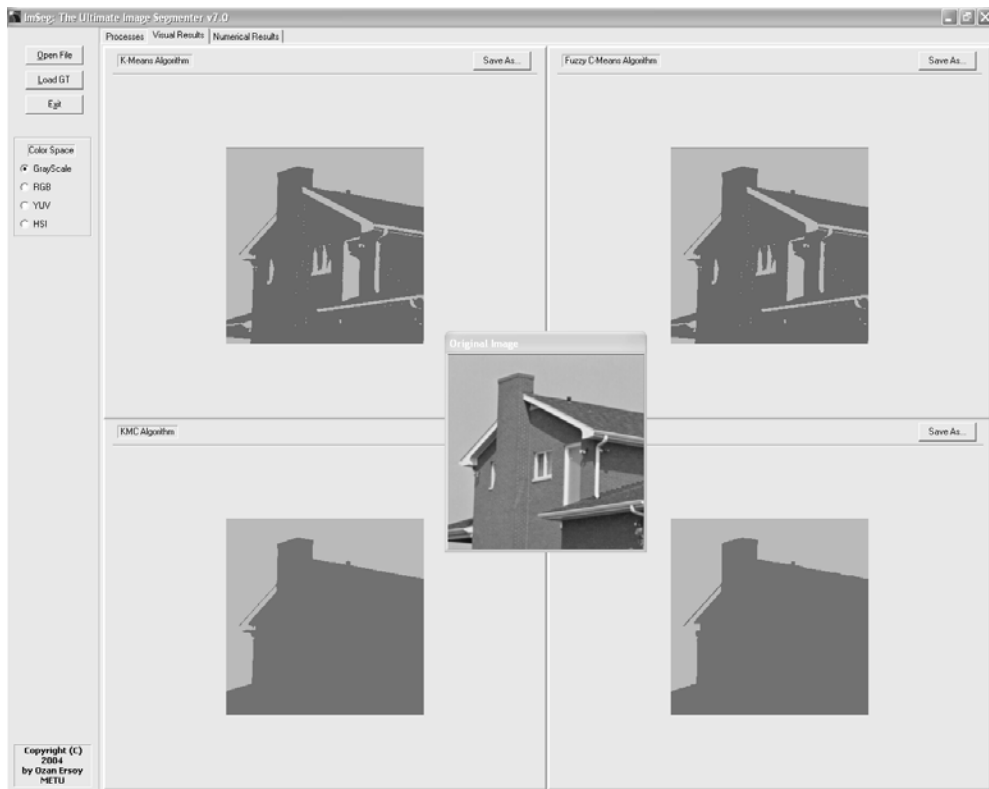 ImSeg: The Ultimate Image Segmenter v7.0
Processes
Visual Results
Numerical Results
Open File
Load GT
Exit
Color Space
GrayScale
RGB
YUV
HSI
K-Means Algorithm
Save As...
Fuzzy C-Means Algorithm
Save As...
Original Image
KMC Algorithm
Save As...
Copyright (C)
2004
by Ozan Ersoy
METU